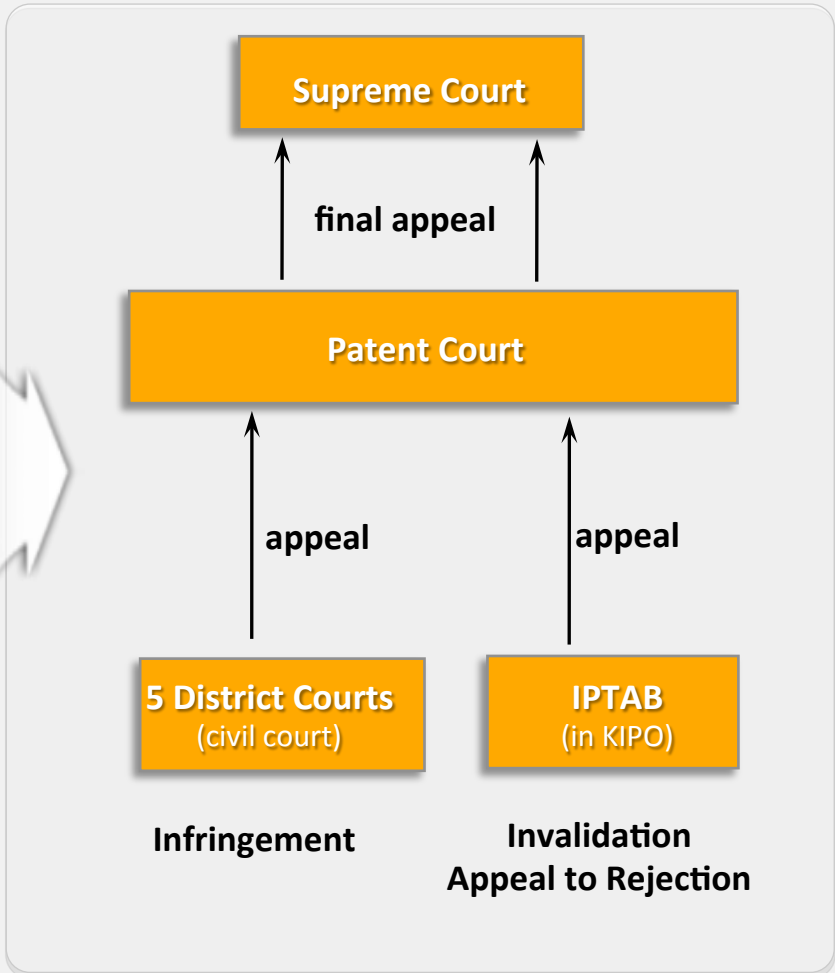 Supreme Court
final appeal
Patent Court
appeal
appeal
5 District Courts
(civil court)
IPTAB
(in KIPO)
Infringement
Invalidation
Appeal to Rejection